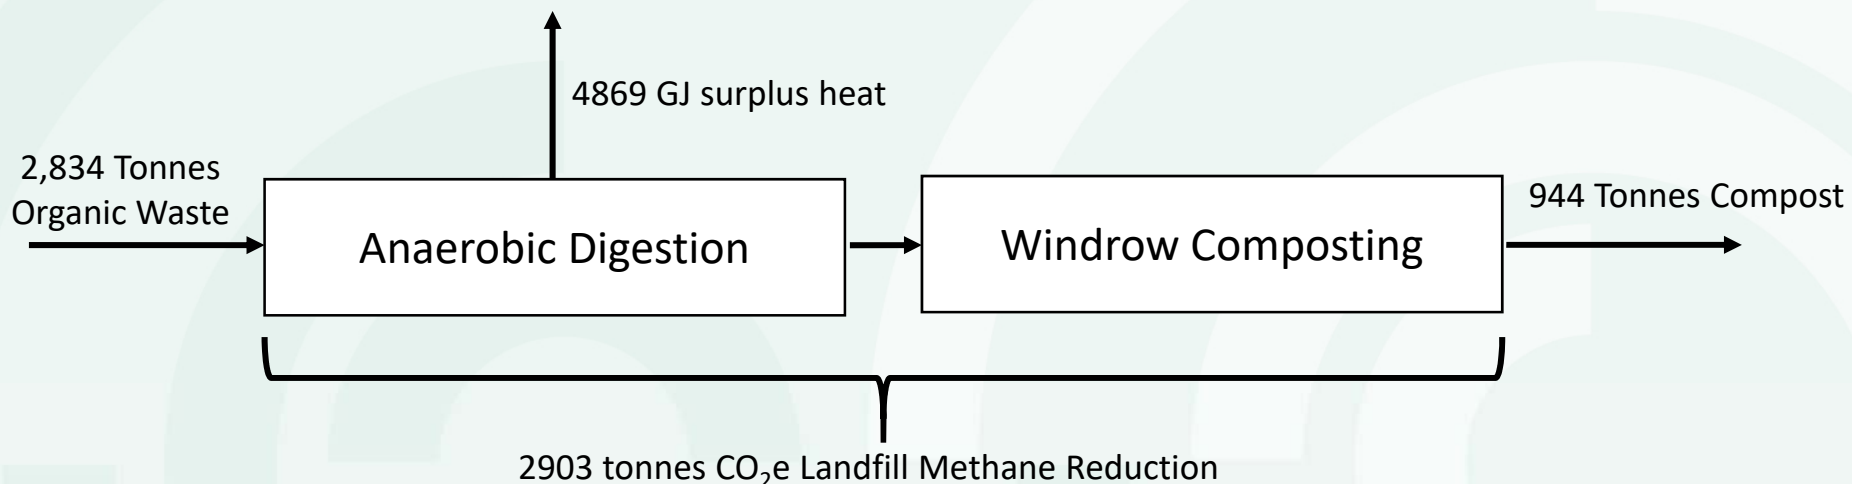 4869 GJ surplus heat
2,834 Tonnes
Organic Waste
Anaerobic Digestion
Windrow Composting
944 Tonnes Compost
2903 tonnes CO₂e Landfill Methane Reduction